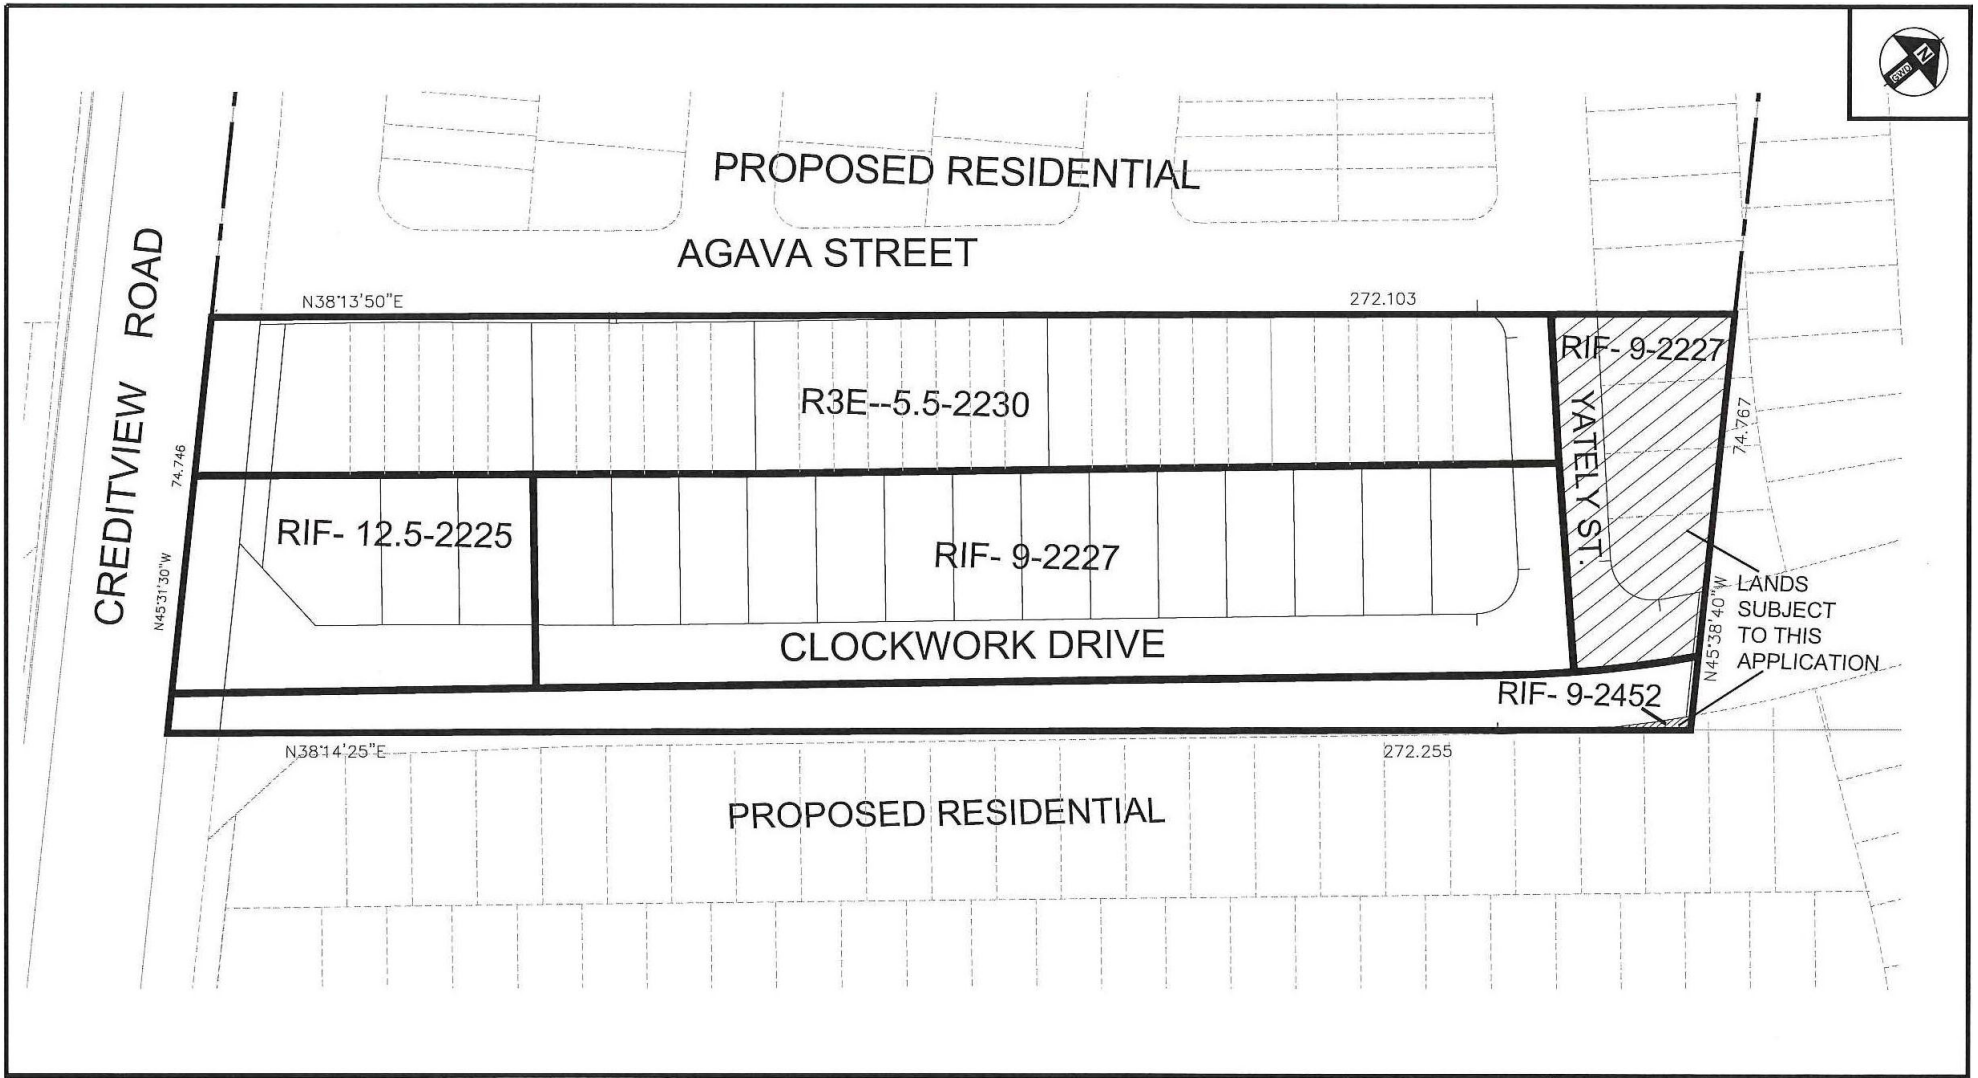 GWD N
PROPOSED RESIDENTIAL
AGAVA STREET
CREDITVIEW ROAD
N38°13'50"E
272.103
RIF- 9-2227
R3E--5.5-2230
YATELY ST.
74.767
74.746
RIF- 12.5-2225
RIF- 9-2227
N45°31'30"W
LANDS
SUBJECT
TO THIS
APPLICATION
N45°38'40"W
CLOCKWORK DRIVE
RIF- 9-2452
N38°14'25"E
272.255
PROPOSED RESIDENTIAL